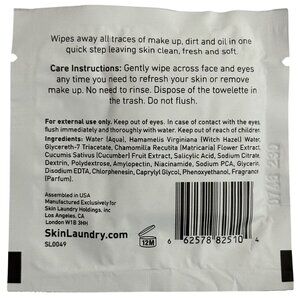 Wipes away all traces of make up, dirt and oil in one
quick step leaving skin clean, fresh and soft.
Care Instructions: Gently wipe across face and eyes
any time you need to refresh your skin or remove
make up. No need to rinse. Dispose of the towelette in
the trash. Do not flush.
For external use only. Keep out of eyes. In case of contact with eyes, flush
immediately and thoroughly with water. Keep out of reach of children.
Ingredients: Water (Aqua), Hamamelis Virginiana (Witch Hazel) Water,
Glycereth-7 Triacetate, Chamomilla Recutita (Matricaria) Flower Extract,
Cucumis Sativus (Cucumber) Fruit Extract, Salicylic Acid, Sodium Citrate,
Dextrin, Polydextrose, Amylopectin, Niacinamide, Sodium PCA, Glycerin,
Disodium EDTA, Chlorphenesin, Caprylyl Glycol, Phenoxyethanol, Fragrance
(Parfum).
Assembled in USA
Manufactured Exclusively for
Skin Laundry Holdings, Inc
Los Angeles, CA
London W1B 3HH
SkinLaundry.com
SL0049
12M
6 62578 82510 4